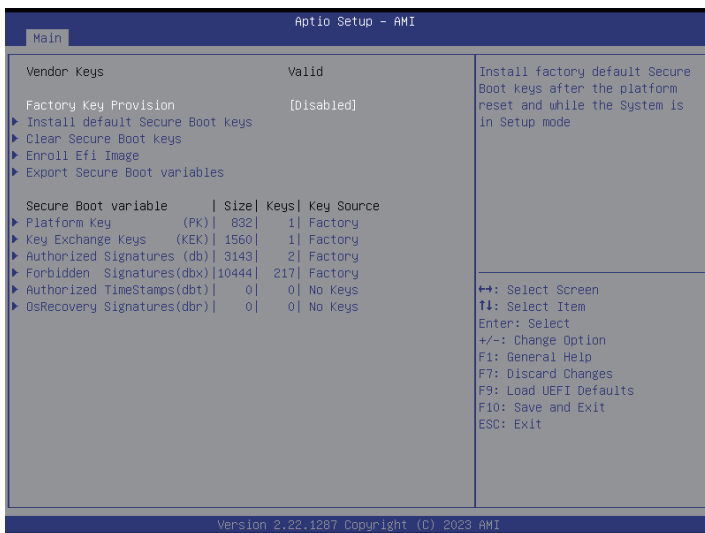 Aptio Setup – AMI
Main
Vendor Keys Valid
Factory Key Provision [Disabled]
Install default Secure Boot keys
Clear Secure Boot keys
Enroll Efi Image
Export Secure Boot variables
Secure Boot variable | Size| Keys| Key Source
Platform Key (PK)| 832| 1| Factory
Key Exchange Keys (KEK)| 1560| 1| Factory
Authorized Signatures (db)| 3143| 2| Factory
Forbidden Signatures(dbx)|10444| 217| Factory
Authorized TimeStamps(dbt)| 0| 0| No Keys
OsRecovery Signatures(dbr)| 0| 0| No Keys
Install factory default Secure
Boot keys after the platform
reset and while the System is
in Setup mode
↔: Select Screen
↑↓: Select Item
Enter: Select
+/-: Change Option
F1: General Help
F7: Discard Changes
F9: Load UEFI Defaults
F10: Save and Exit
ESC: Exit
Version 2.22.1287 Copyright (C) 2023 AMI